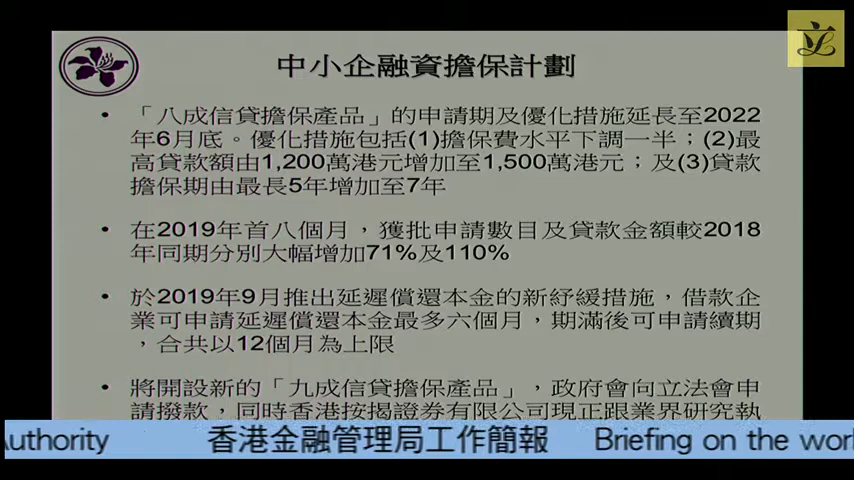 立
中小企融資擔保計劃
• 「八成信貸擔保產品」的申請期及優化措施延長至2022
年6月底。優化措施包括(1)擔保費水平下調一半；(2)最
高貸款額由1,200萬港元增加至1,500萬港元；及(3)貸款
擔保期由最長5年增加至7年
• 在2019年首八個月，獲批申請數目及貸款金額較2018
年同期分別大幅增加71%及110%
• 於2019年9月推出延遲償還本金的新紓緩措施，借款企
業可申請延遲償還本金最多六個月，期滿後可申請續期
，合共以12個月為上限
• 將開設新的「九成信貸擔保產品」，政府會向立法會申
請撥款，同時香港按揭證券有限公司現正跟業界研究執
Authority 香港金融管理局工作簡報 Briefing on the work